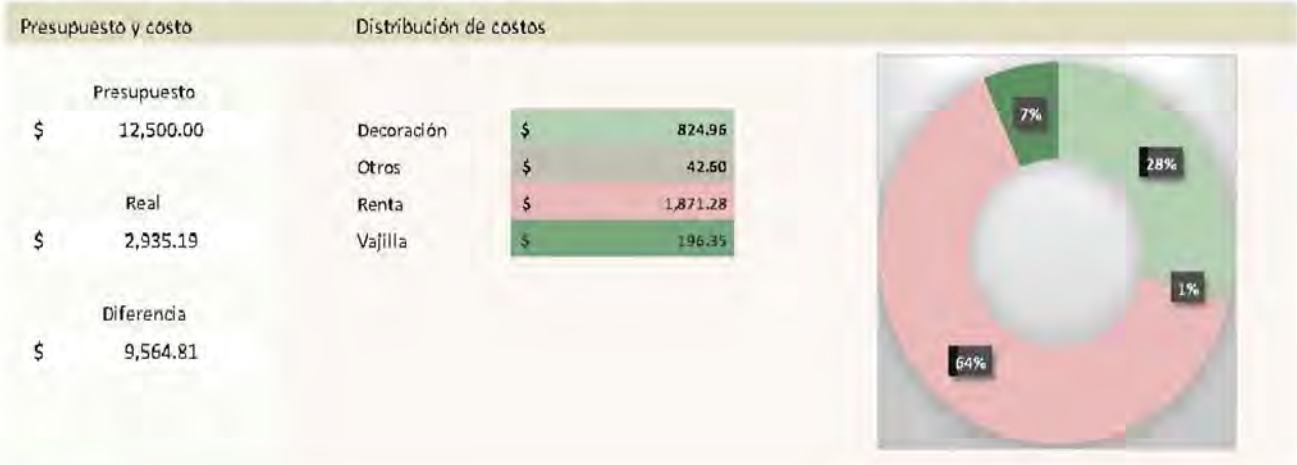 Presupuesto y costo Distribución de costos
Presupuesto
$ 12,500.00
Real
$ 2,935.19
Diferencia
$ 9,564.81
Decoración $ 824.96
Otros $ 42.60
Renta $ 1,871.28
Vajilla $ 196.35
7%
28%
1%
64%